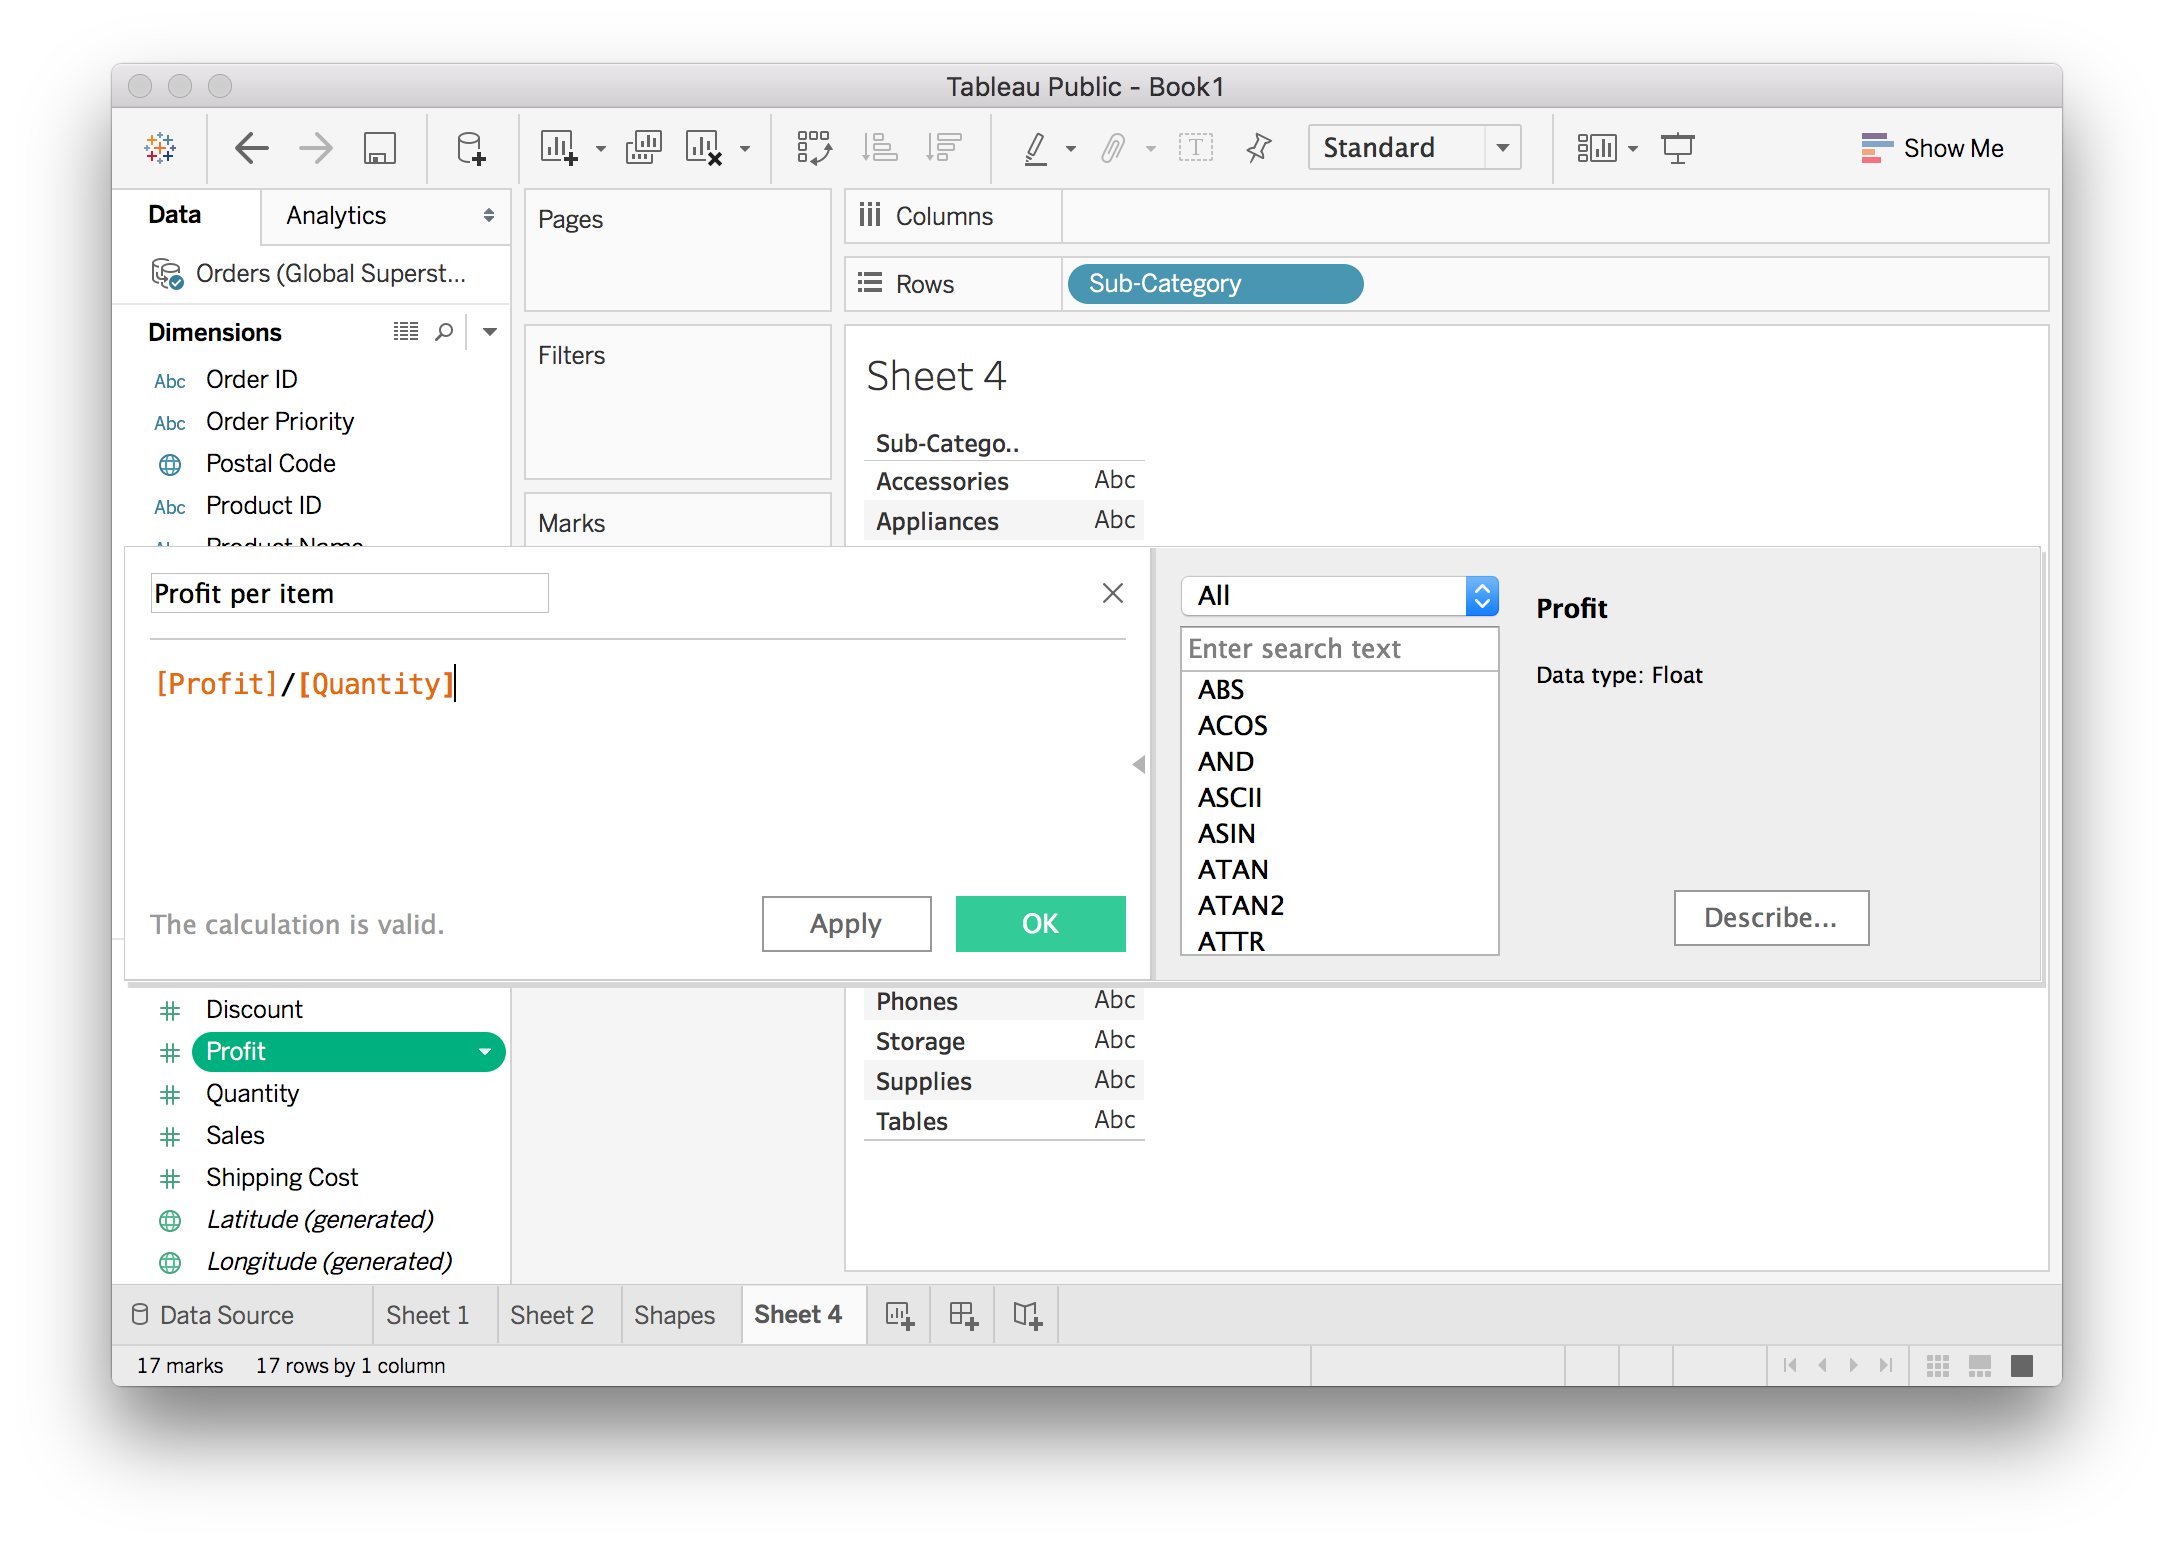 Tableau Public - Book1
Standard
Show Me
Data
Analytics
Orders (Global Superst...
Dimensions
Abc Order ID
Abc Order Priority
Postal Code
Abc Product ID
Product Name
Pages
Filters
Marks
Columns
Rows
Sub-Category
Sheet 4
Sub-Catego..
Accessories Abc
Appliances Abc
Profit per item
[Profit]/[Quantity]
The calculation is valid.
Apply
OK
All
Enter search text
ABS
ACOS
AND
ASCII
ASIN
ATAN
ATAN2
ATTR
Profit
Data type: Float
Describe...
Discount
Profit
Quantity
Sales
Shipping Cost
Latitude (generated)
Longitude (generated)
Phones Abc
Storage Abc
Supplies Abc
Tables Abc
Data Source
Sheet 1
Sheet 2
Shapes
Sheet 4
17 marks
17 rows by 1 column